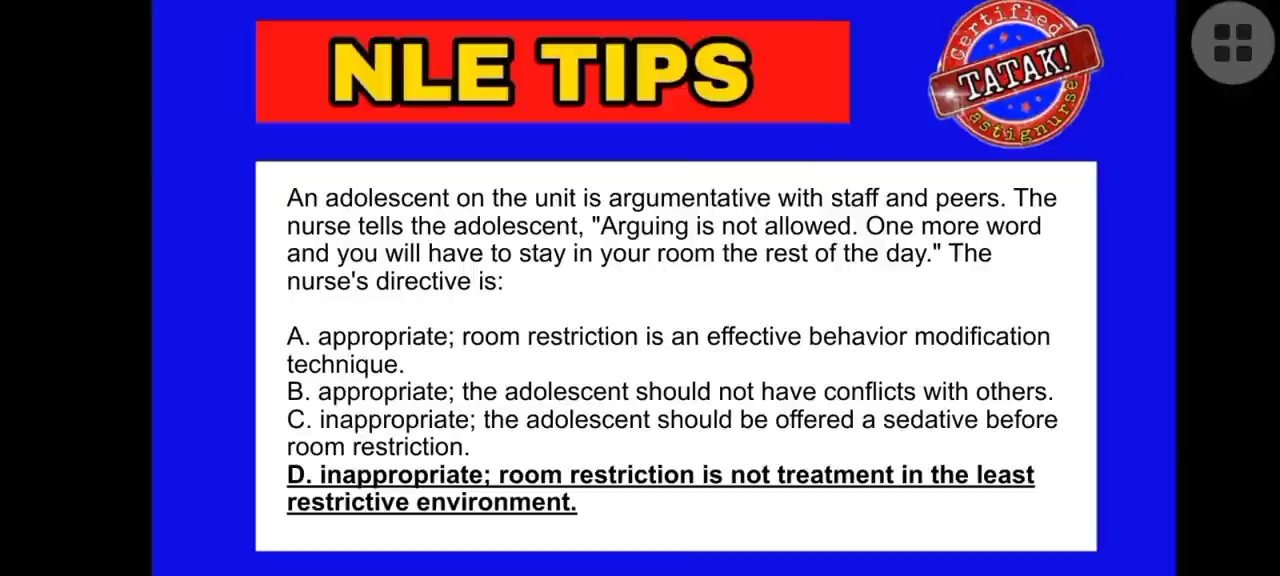 NLE TIPS
Certified
TATAK!
astignurse
An adolescent on the unit is argumentative with staff and peers. The
nurse tells the adolescent, "Arguing is not allowed. One more word
and you will have to stay in your room the rest of the day." The
nurse's directive is:
A. appropriate; room restriction is an effective behavior modification
technique.
B. appropriate; the adolescent should not have conflicts with others.
C. inappropriate; the adolescent should be offered a sedative before
room restriction.
D. inappropriate; room restriction is not treatment in the least
restrictive environment.